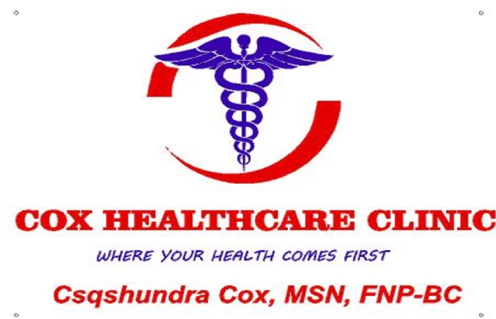 COX HEALTHCARE CLINIC
WHERE YOUR HEALTH COMES FIRST
Csqshundra Cox, MSN, FNP-BC